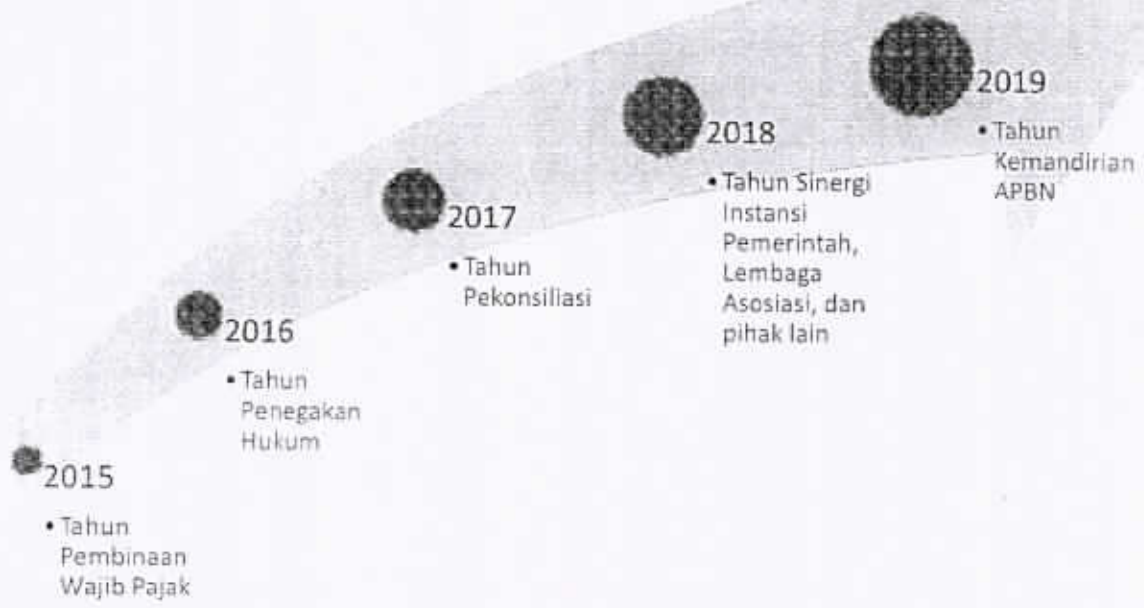 2015
• Tahun
Pembinaan
Wajib Pajak
2016
• Tahun
Penegakan
Hukum
2017
• Tahun
Pekonsiliasi
2018
• Tahun Sinergi
Instansi
Pemerintah,
Lembaga
Asosiasi, dan
pihak lain
2019
• Tahun
Kemandirian
APBN